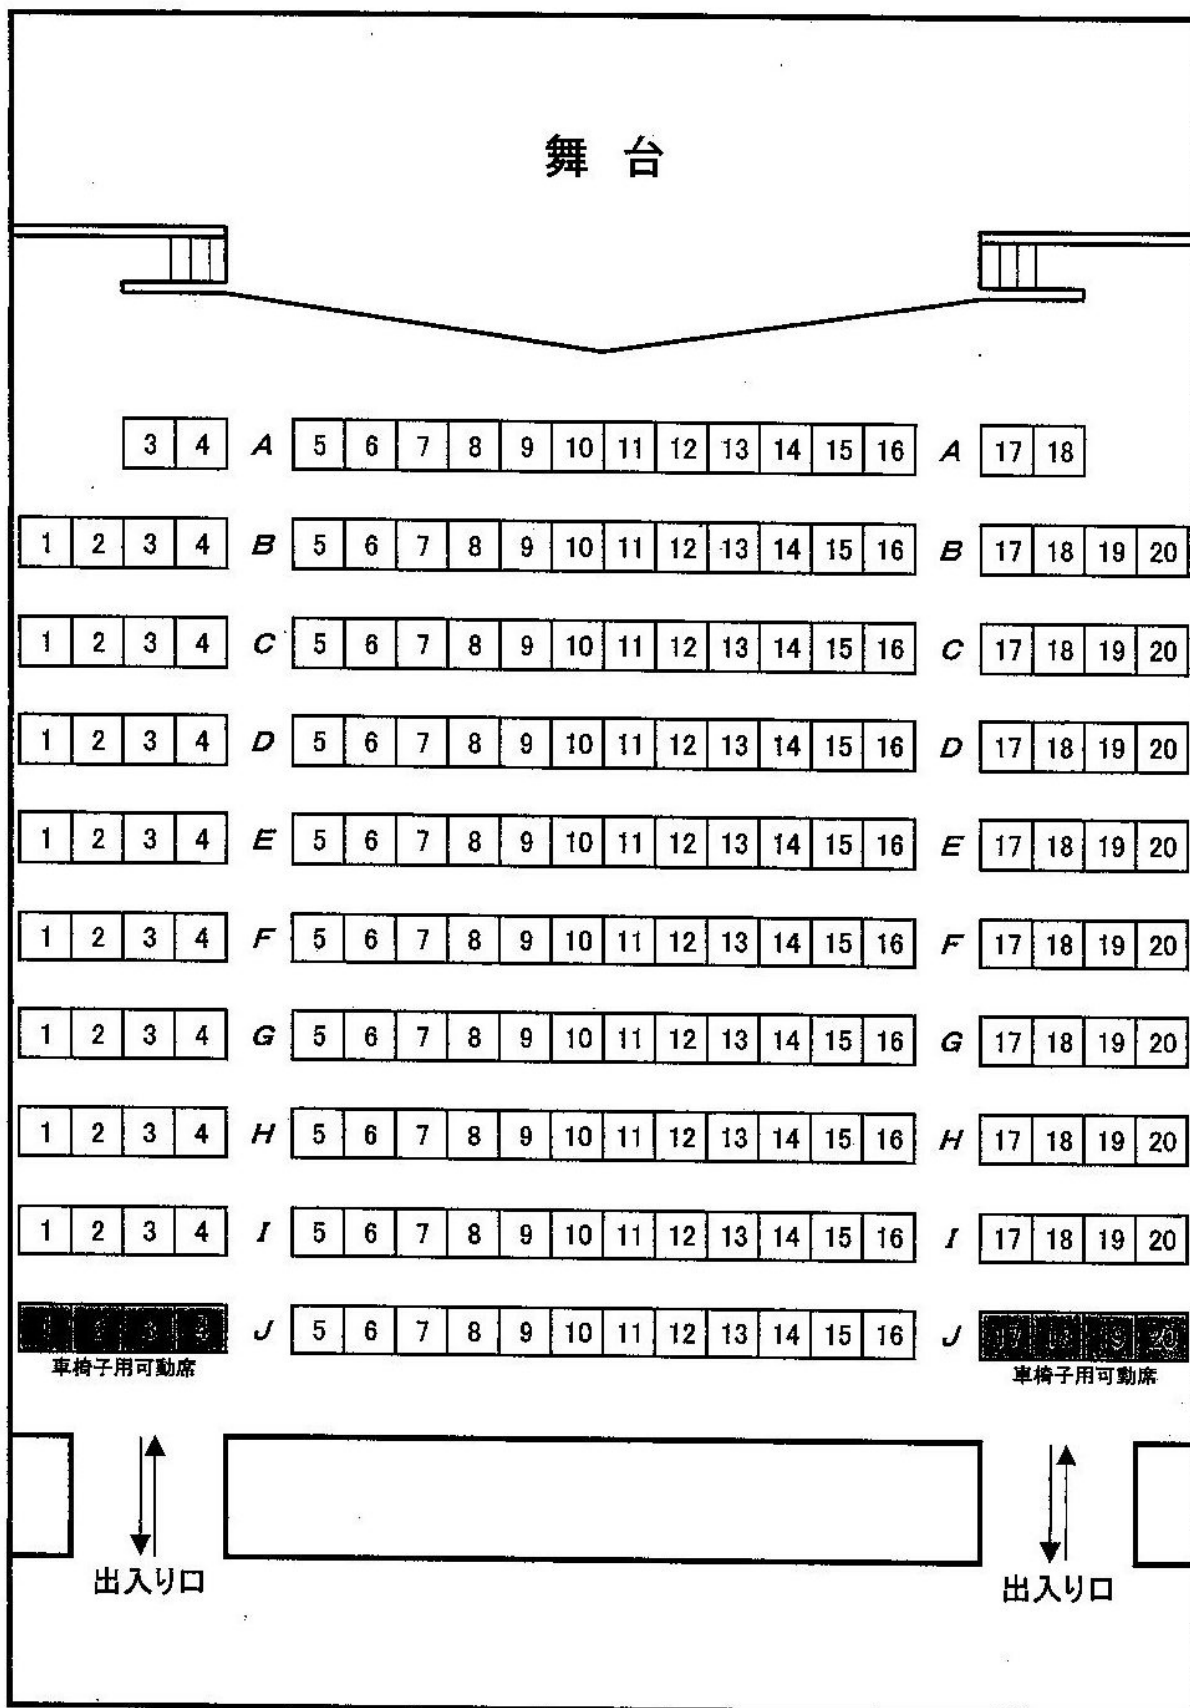 舞 台
3 4 A 5 6 7 8 9 10 11 12 13 14 15 16 A 17 18
1 2 3 4 B 5 6 7 8 9 10 11 12 13 14 15 16 B 17 18 19 20
1 2 3 4 C 5 6 7 8 9 10 11 12 13 14 15 16 C 17 18 19 20
1 2 3 4 D 5 6 7 8 9 10 11 12 13 14 15 16 D 17 18 19 20
1 2 3 4 E 5 6 7 8 9 10 11 12 13 14 15 16 E 17 18 19 20
1 2 3 4 F 5 6 7 8 9 10 11 12 13 14 15 16 F 17 18 19 20
1 2 3 4 G 5 6 7 8 9 10 11 12 13 14 15 16 G 17 18 19 20
1 2 3 4 H 5 6 7 8 9 10 11 12 13 14 15 16 H 17 18 19 20
1 2 3 4 I 5 6 7 8 9 10 11 12 13 14 15 16 I 17 18 19 20
1 2 3 4 J 5 6 7 8 9 10 11 12 13 14 15 16 J 17 18 19 20
車椅子用可動席 車椅子用可動席
出入り口 出入り口